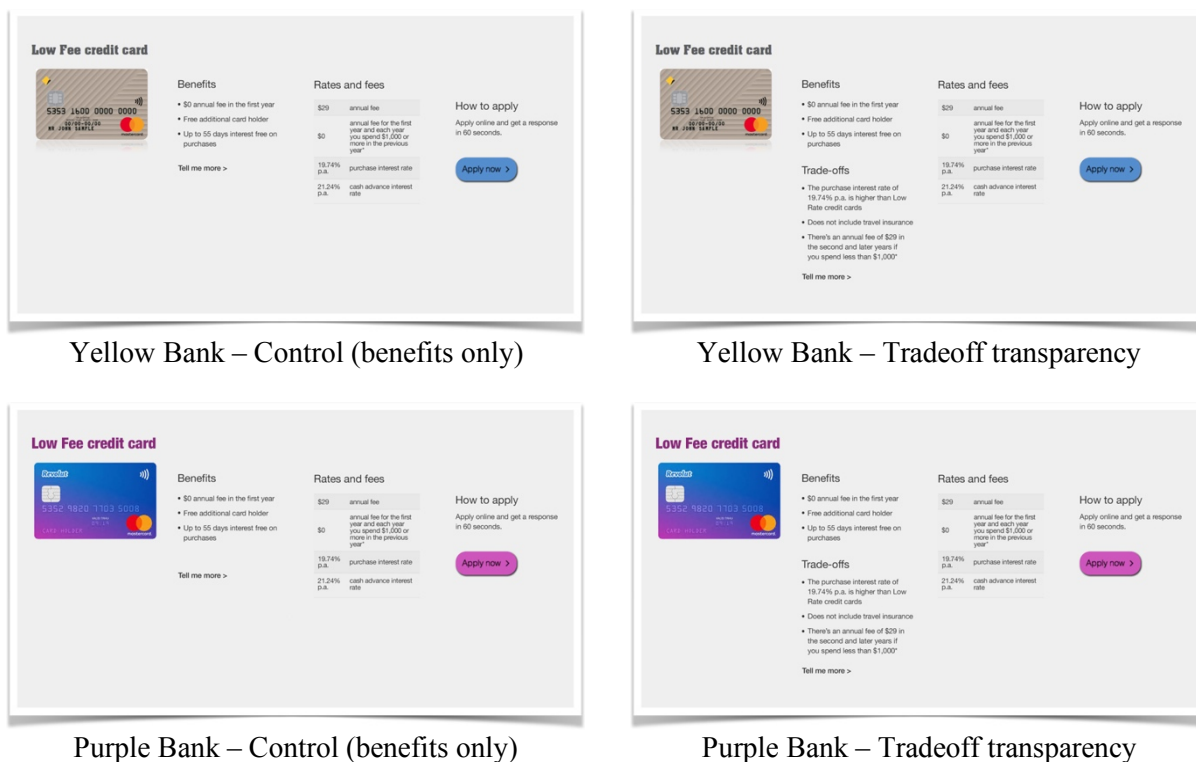 Low Fee credit card
5353 1600 0000 0000
00/00-00/00
MR JOHN SAMPLE
Benefits
• $0 annual fee in the first year
• Free additional card holder
• Up to 55 days interest free on
purchases
Tell me more >
Rates and fees
$29 annual fee
$0 annual fee for the first
year and each year
you spend $1,000 or
more in the previous
year*
19.74% purchase interest rate
p.a.
21.24% cash advance interest
p.a. rate
How to apply
Apply online and get a response
in 60 seconds.
Apply now >
Yellow Bank – Control (benefits only)
Low Fee credit card
5353 1600 0000 0000
00/00-00/00
MR JOHN SAMPLE
Benefits
• $0 annual fee in the first year
• Free additional card holder
• Up to 55 days interest free on
purchases
Trade-offs
• The purchase interest rate of
19.74% p.a. is higher than Low
Rate credit cards
• Does not include travel insurance
• There's an annual fee of $29 in
the second and later years if
you spend less than $1,000*
Tell me more >
Rates and fees
$29 annual fee
$0 annual fee for the first
year and each year
you spend $1,000 or
more in the previous
year*
19.74% purchase interest rate
p.a.
21.24% cash advance interest
p.a. rate
How to apply
Apply online and get a response
in 60 seconds.
Apply now >
Yellow Bank – Tradeoff transparency
Low Fee credit card
Revolut
5352 9820 7703 5008
CARD HOLDER
mastercard
Benefits
• $0 annual fee in the first year
• Free additional card holder
• Up to 55 days interest free on
purchases
Tell me more >
Rates and fees
$29 annual fee
$0 annual fee for the first
year and each year
you spend $1,000 or
more in the previous
year*
19.74% purchase interest rate
p.a.
21.24% cash advance interest
p.a. rate
How to apply
Apply online and get a response
in 60 seconds.
Apply now >
Purple Bank – Control (benefits only)
Low Fee credit card
Revolut
5352 9820 7703 5008
CARD HOLDER
mastercard
Benefits
• $0 annual fee in the first year
• Free additional card holder
• Up to 55 days interest free on
purchases
Trade-offs
• The purchase interest rate of
19.74% p.a. is higher than Low
Rate credit cards
• Does not include travel insurance
• There's an annual fee of $29 in
the second and later years if
you spend less than $1,000*
Tell me more >
Rates and fees
$29 annual fee
$0 annual fee for the first
year and each year
you spend $1,000 or
more in the previous
year*
19.74% purchase interest rate
p.a.
21.24% cash advance interest
p.a. rate
How to apply
Apply online and get a response
in 60 seconds.
Apply now >
Purple Bank – Tradeoff transparency